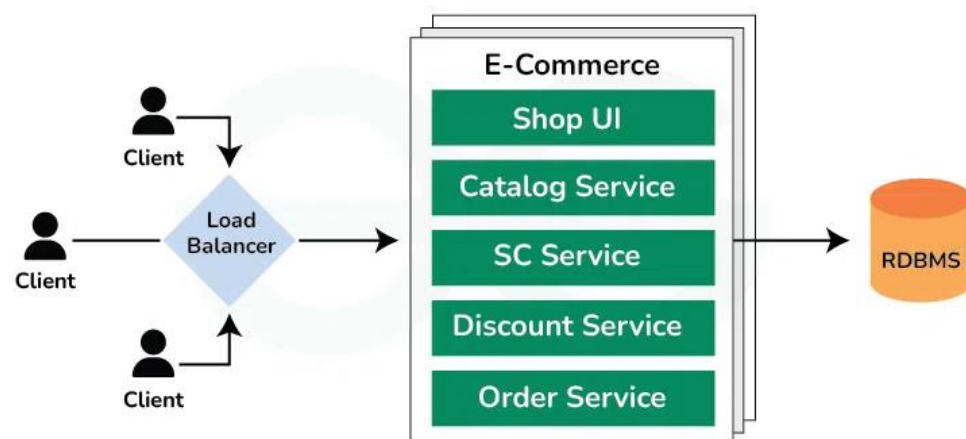 E-Commerce
Shop UI
Client
Catalog Service
Load
Balancer
Client
SC Service
RDBMS
Discount Service
Client
Order Service